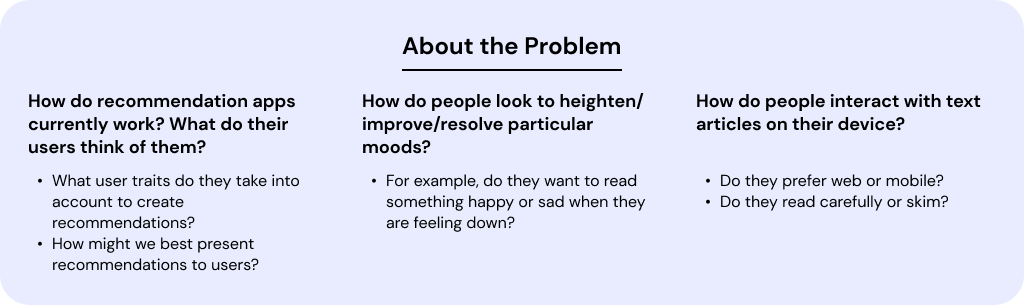 About the Problem
How do recommendation apps
currently work? What do their
users think of them?
• What user traits do they take into
account to create
recommendations?
• How might we best present
recommendations to users?
How do people look to heighten/
improve/resolve particular
moods?
• For example, do they want to read
something happy or sad when they
are feeling down?
How do people interact with text
articles on their device?
• Do they prefer web or mobile?
• Do they read carefully or skim?